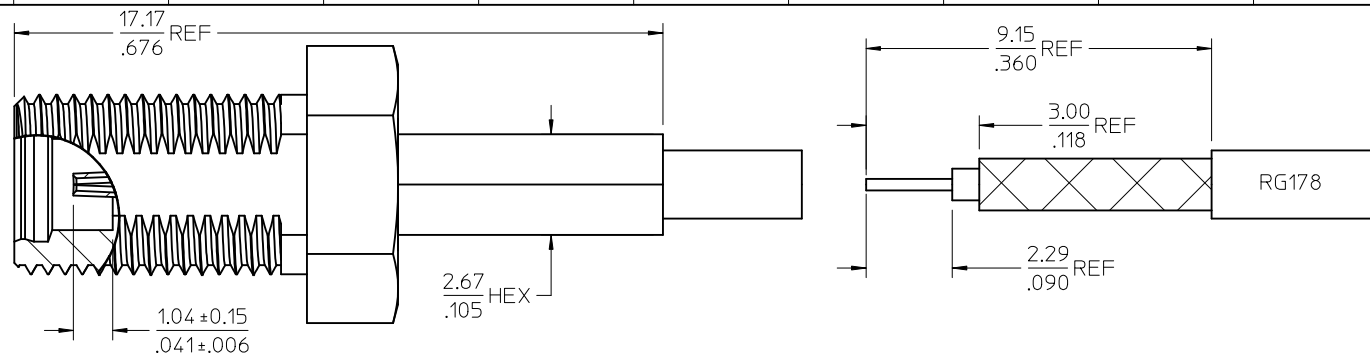 17.17 REF
.676
2.67 HEX
.105
1.04±0.15
.041±.006
9.15 REF
.360
3.00 REF
.118
RG178
2.29 REF
.090